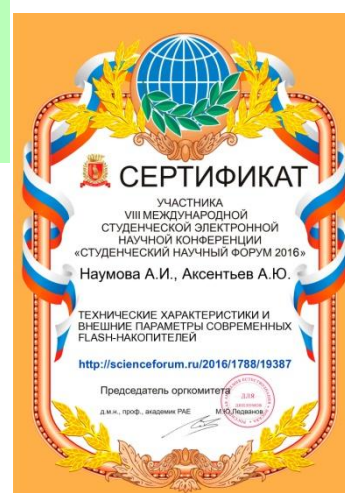 СЕРТИФИКАТ
УЧАСТНИКА
VIII МЕЖДУНАРОДНОЙ
СТУДЕНЧЕСКОЙ ЭЛЕКТРОННОЙ
НАУЧНОЙ КОНФЕРЕНЦИИ
«СТУДЕНЧЕСКИЙ НАУЧНЫЙ ФОРУМ 2016»
Наумова А.И., Аксентьев А.Ю.
ТЕХНИЧЕСКИЕ ХАРАКТЕРИСТИКИ И
ВНЕШНИЕ ПАРАМЕТРЫ СОВРЕМЕННЫХ
FLASH-НАКОПИТЕЛЕЙ
http://scienceforum.ru/2016/1788/19387
Председатель оргкомитета
ДЛЯ
д.м.н., проф., академик РАЕ М.Ю.Ледванов